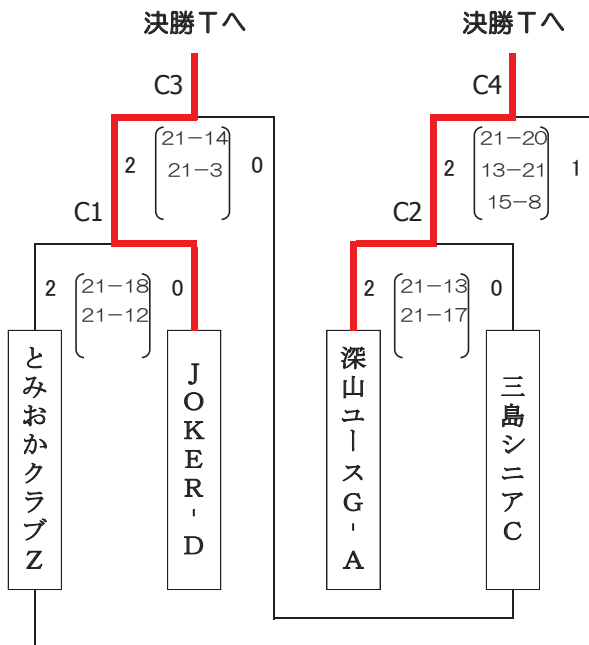 決勝Tへ
決勝Tへ
C3
C4
2
21-14
21-3
0
2
21-20
13-21
15-8
1
C1
C2
2
21-18
21-12
0
2
21-13
21-17
0
とみおかクラブZ
JOKER-D
深山ユースG-A
三島シニアC